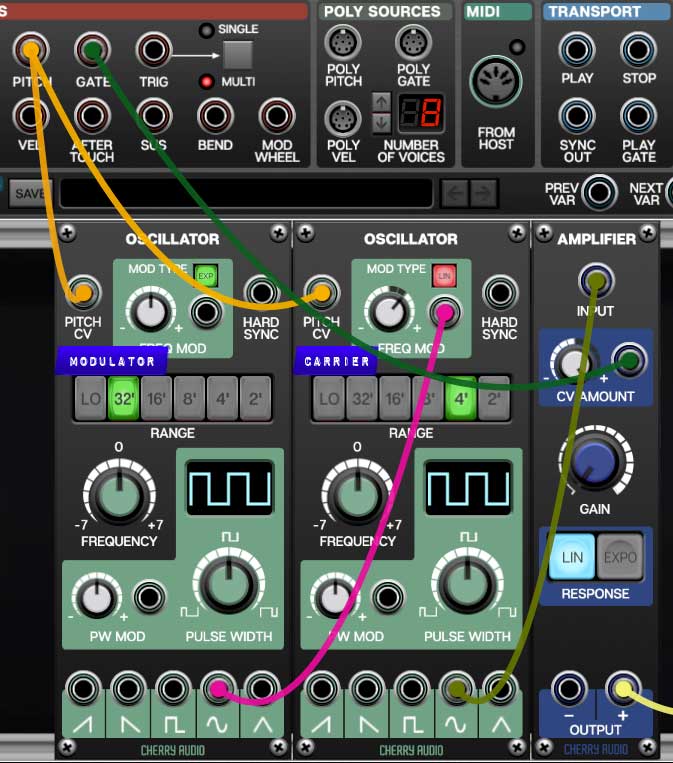 S
POLY SOURCES
MIDI
TRANSPORT
SINGLE
MULTI
PITCH
GATE
TRIG
POLY
PITCH
POLY
GATE
PLAY
STOP
VEL
AFTER
TOUCH
SUS
BEND
MOD
WHEEL
POLY
VEL
8
NUMBER
OF VOICES
FROM
HOST
SYNC
OUT
PLAY
GATE
SAVE
PREV
VAR
NEXT
VAR
OSCILLATOR
MOD TYPE
EXP
- +
PITCH
CV
FREQ MOD
HARD
SYNC
MODULATOR
LO 32' 16' 8' 4' 2'
RANGE
0
-7 +7
FREQUENCY
- +
PW MOD
PULSE WIDTH
CHERRY AUDIO
OSCILLATOR
MOD TYPE
LIN
- +
PITCH
CV
FREQ MOD
HARD
SYNC
CARRIER
LO 32' 16' 8' 4' 2'
RANGE
0
-7 +7
FREQUENCY
- +
PW MOD
PULSE WIDTH
CHERRY AUDIO
AMPLIFIER
INPUT
- +
CV AMOUNT
GAIN
LIN EXPO
RESPONSE
- +
OUTPUT
CHERRY AUDIO